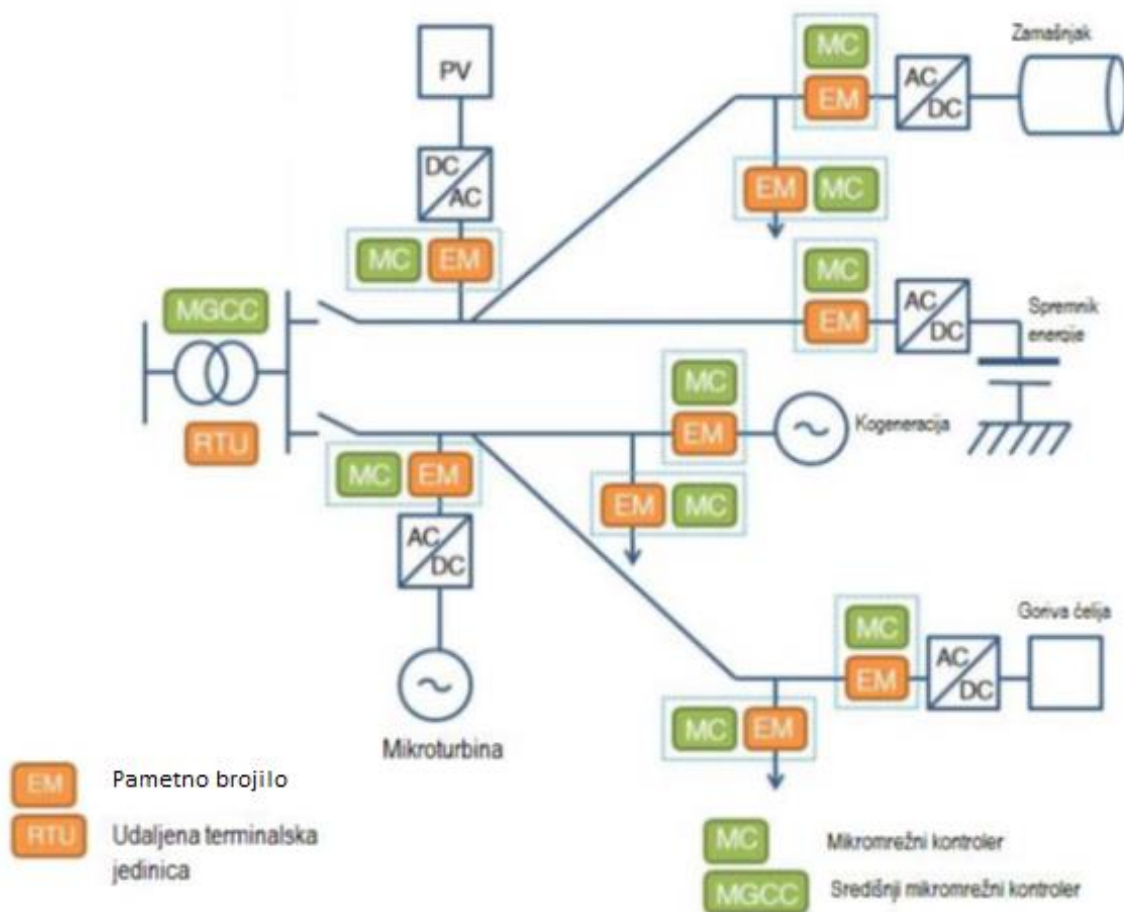 MC
Zamašnjak
PV
EM
AC
DC
DC
AC
EM MC
MC EM
MC
AC
DC
Spremnik
energije
MGCC
EM
MC
RTU
EM
Kogeneracija
MC EM
EM MC
AC
DC
MC
Goriva ćelija
EM
AC
DC
MC EM
Mikroturbina
EM Pametno brojilo
RTU Udaljena terminalska
jedinica
MC Mikromrežni kontroler
MGCC Središnji mikromrežni kontroler